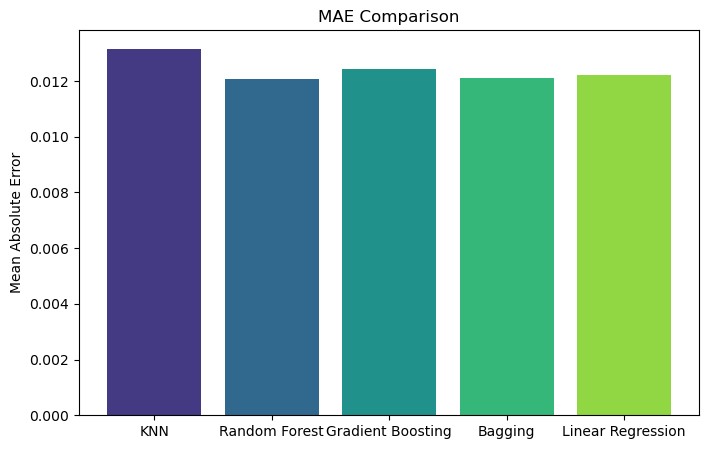 MAE Comparison
Mean Absolute Error
0.012
0.010
0.008
0.006
0.004
0.002
0.000
KNN
Random Forest
Gradient Boosting
Bagging
Linear Regression